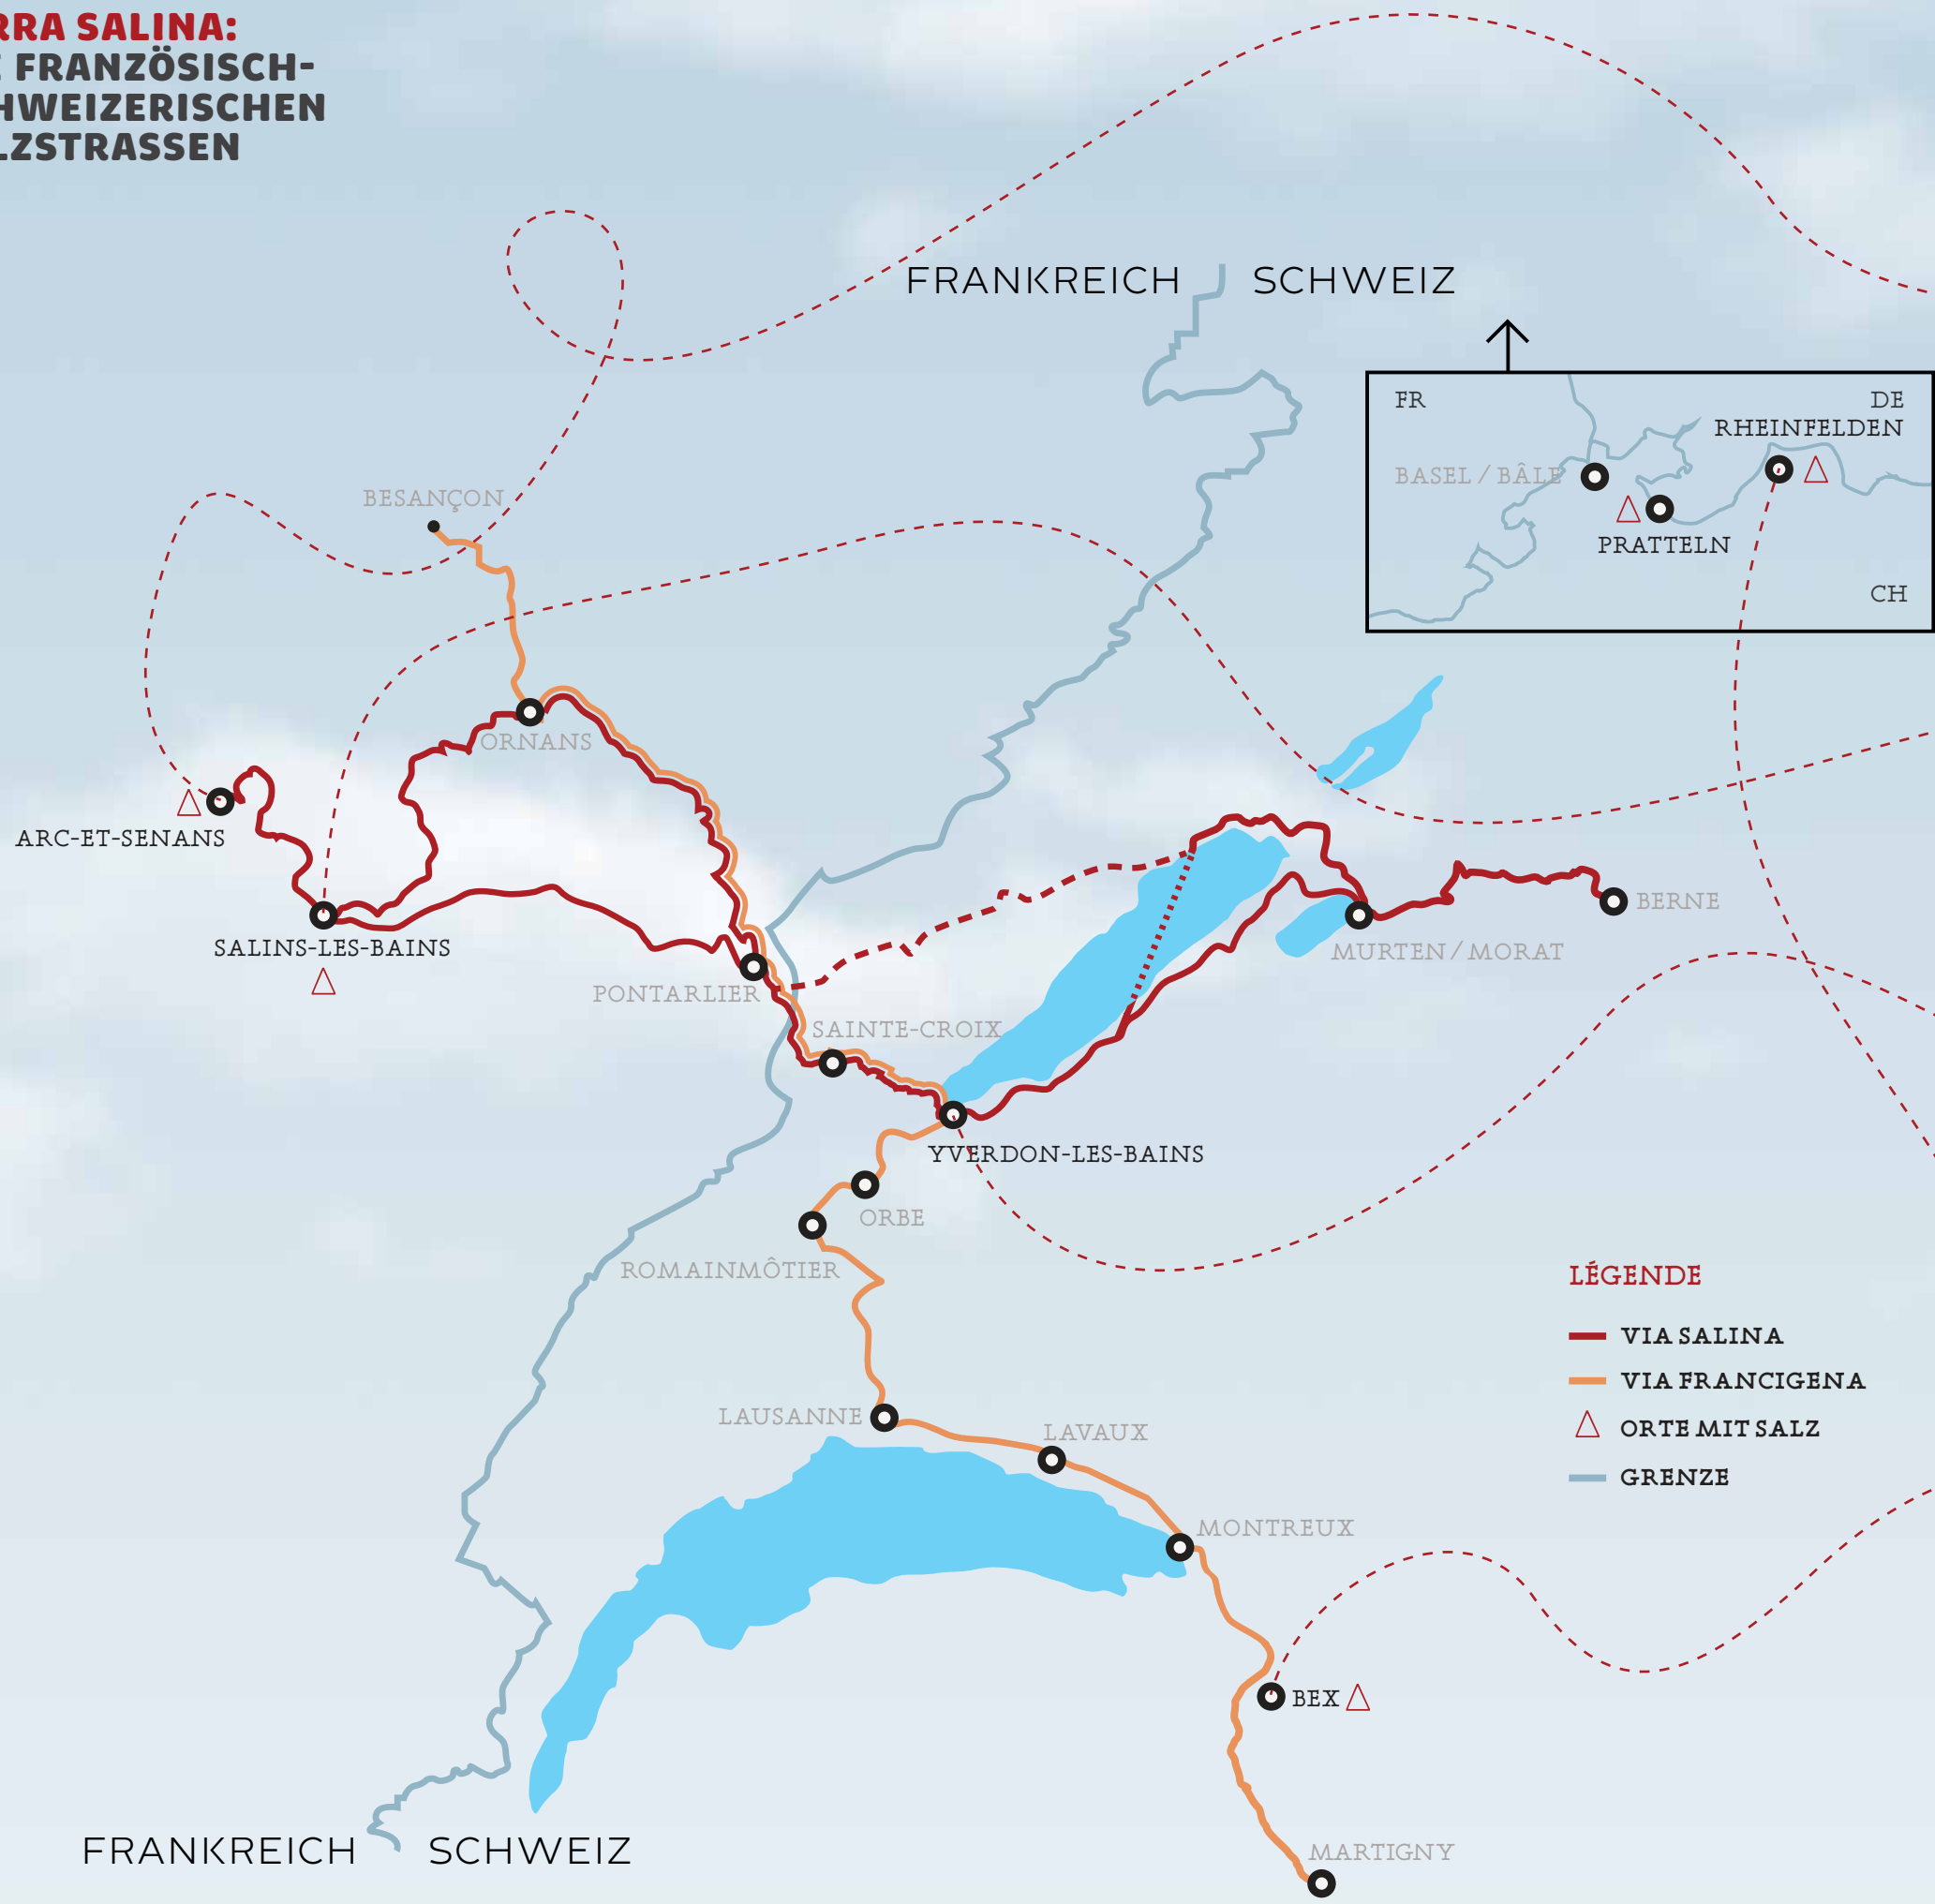 RRA SALINA:
E FRANZÖSISCH-
HWEIZERISCHEN
LZSTRASSEN
FRANKREICH SCHWEIZ
FR
DE
RHEINFELDEN
BASEL / BÂLE
PRATTELN
CH
BESANÇON
ORNANS
ARC-ET-SENANS
SALINS-LES-BAINS
PONTARLIER
SAINTE-CROIX
BERNE
MURTEN / MORAT
YVERDON-LES-BAINS
ORBE
ROMAINMÔTIER
LAUSANNE
LAVAUX
MONTREUX
BEX
MARTIGNY
LÉGENDE
VIA SALINA
VIA FRANCIGENA
ORTE MIT SALZ
GRENZE
FRANKREICH SCHWEIZ